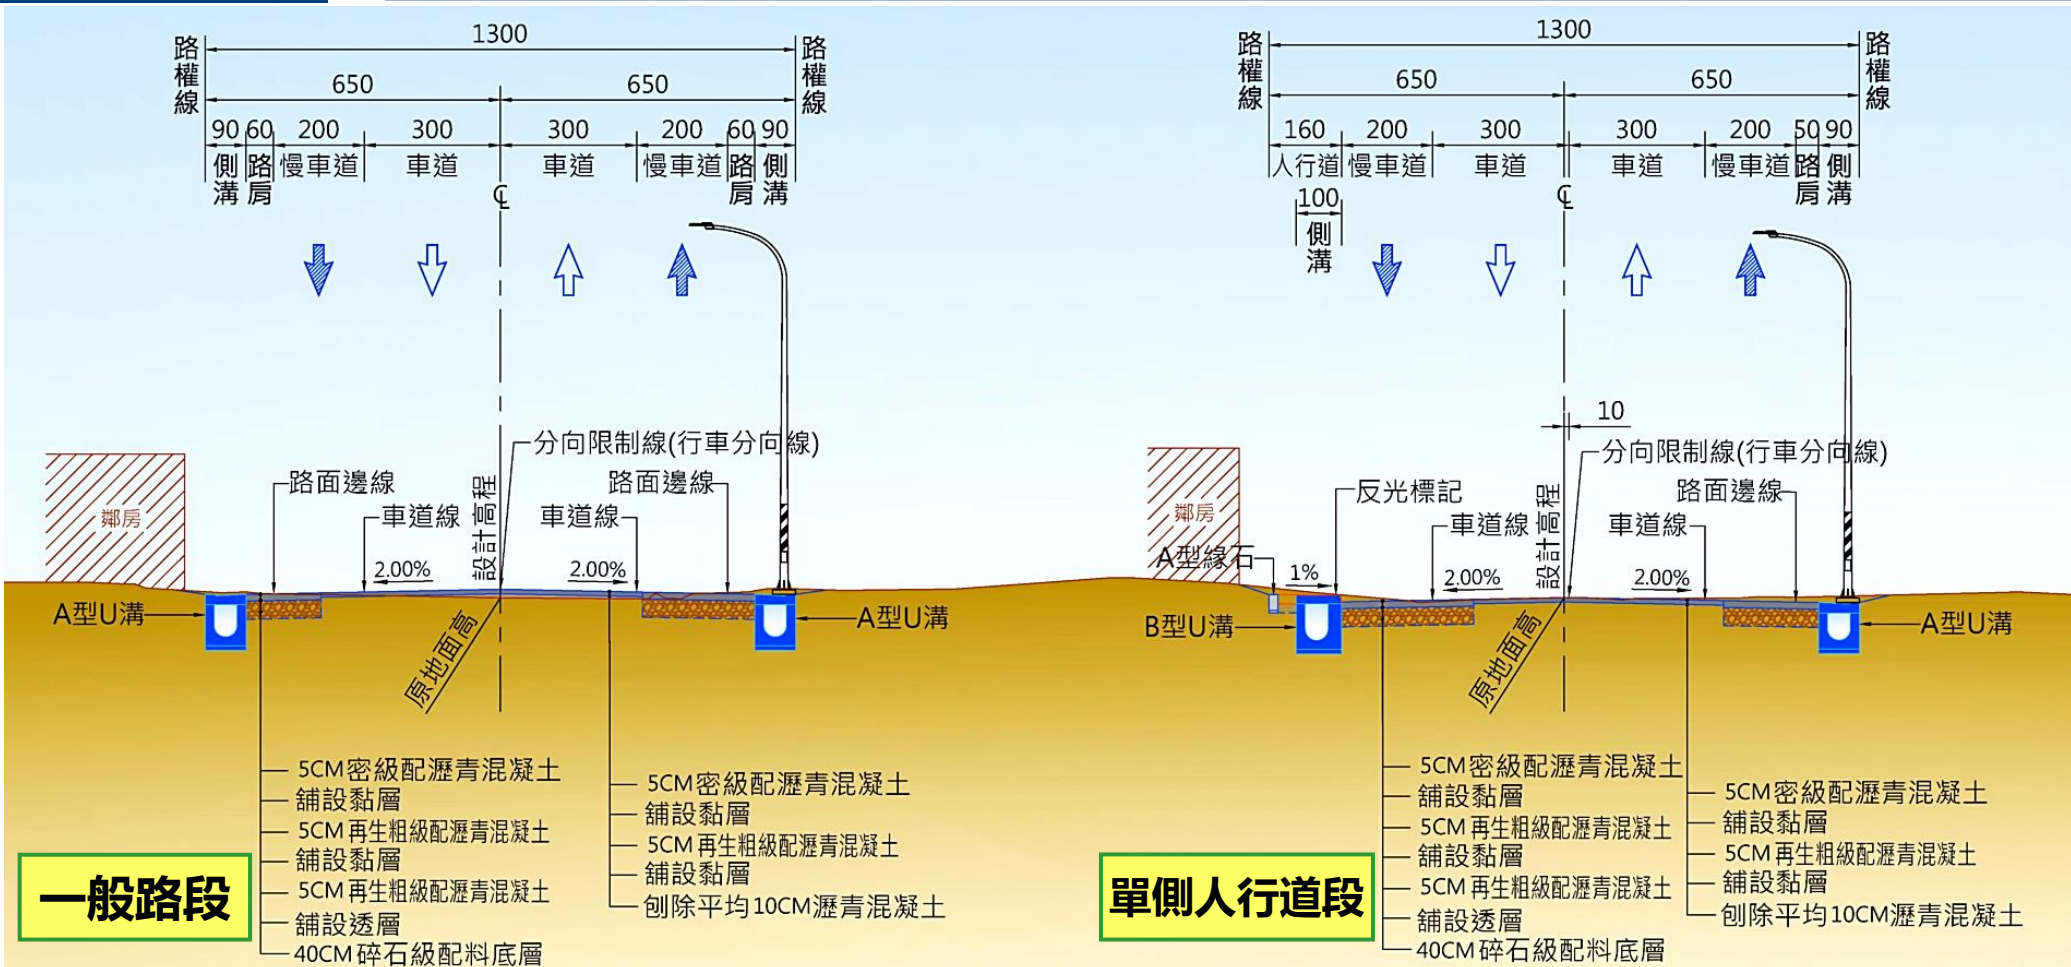 1300
路權線
路權線
650
650
90
60
200
300
300
200
60
90
側溝
路肩
慢車道
車道
車道
慢車道
路肩
側溝
℄
分向限制線(行車分向線)
路面邊線
路面邊線
車道線
車道線
設計高程
鄰房
2.00%
2.00%
A型U溝
A型U溝
原地面高
5CM密級配瀝青混凝土
舖設黏層
5CM再生粗級配瀝青混凝土
舖設黏層
5CM再生粗級配瀝青混凝土
舖設透層
40CM碎石級配料底層
5CM密級配瀝青混凝土
舖設黏層
5CM再生粗級配瀝青混凝土
舖設黏層
刨除平均10CM瀝青混凝土
一般路段
1300
路權線
路權線
650
650
160
200
300
300
200
50
90
人行道
慢車道
車道
車道
慢車道
路肩
側溝
100
側溝
℄
10
分向限制線(行車分向線)
反光標記
路面邊線
車道線
車道線
設計高程
鄰房
A型緣石
1%
2.00%
2.00%
B型U溝
A型U溝
原地面高
5CM密級配瀝青混凝土
舖設黏層
5CM再生粗級配瀝青混凝土
舖設黏層
5CM再生粗級配瀝青混凝土
舖設透層
40CM碎石級配料底層
5CM密級配瀝青混凝土
舖設黏層
5CM再生粗級配瀝青混凝土
舖設黏層
刨除平均10CM瀝青混凝土
單側人行道段